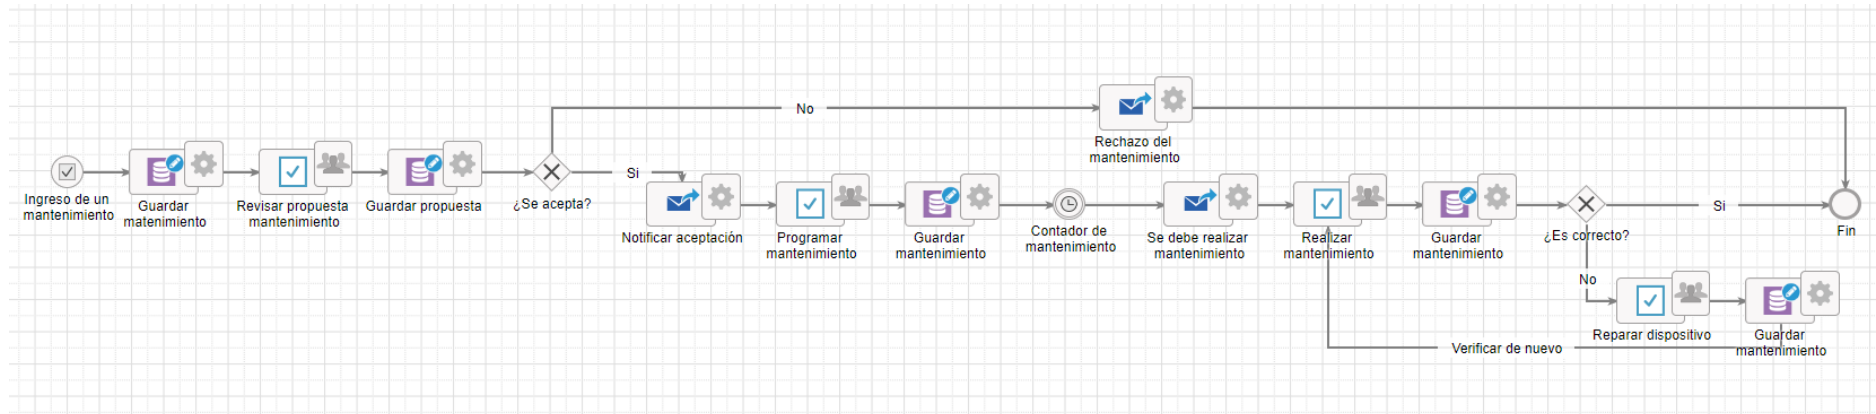 No
Rechazo del
mantenimiento
Ingreso de un
mantenimiento
Guardar
matenimiento
Revisar propuesta
mantenimiento
Guardar propuesta
¿Se acepta?
Si
Notificar aceptación
Programar
mantenimiento
Guardar
mantenimiento
Contador de
mantenimiento
Se debe realizar
mantenimiento
Realizar
mantenimiento
Guardar
mantenimiento
¿Es correcto?
Si
Fin
No
Reparar dispositivo
Guardar
mantenimiento
Verificar de nuevo